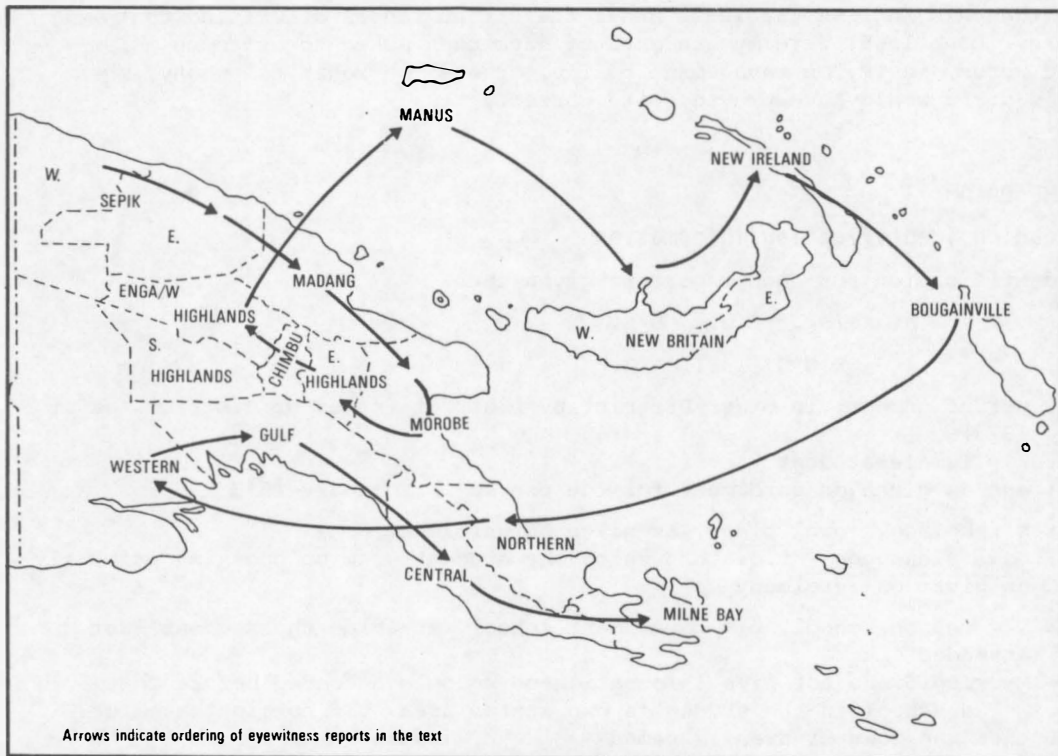 MANUS
NEW IRELAND
W.
SEPIK
E.
MADANG
ENGA/W
HIGHLANDS
BOUGAINVILLE
E.
W.
NEW BRITAIN
S.
HIGHLANDS
CHIMBU
E.
HIGHLANDS
MOROBE
GULF
WESTERN
NORTHERN
CENTRAL
MILNE BAY
Arrows indicate ordering of eyewitness reports in the text